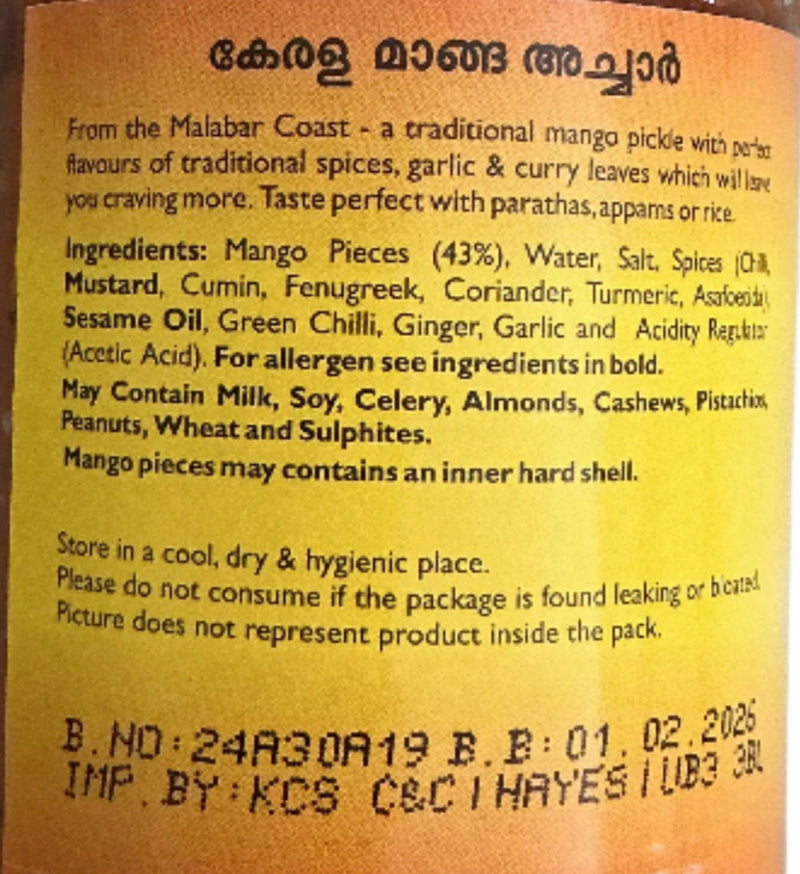 കേരള മാങ്ങ അച്ചാർ
From the Malabar Coast - a traditional mango pickle with perfect
flavours of traditional spices, garlic & curry leaves which will leave
you craving more. Taste perfect with parathas, appams or rice.
Ingredients: Mango Pieces (43%), Water, Salt, Spices (Chilli,
Mustard, Cumin, Fenugreek, Coriander, Turmeric, Asafoetida),
Sesame Oil, Green Chilli, Ginger, Garlic and Acidity Regulator
(Acetic Acid). For allergen see ingredients in bold.
May Contain Milk, Soy, Celery, Almonds, Cashews, Pistachios,
Peanuts, Wheat and Sulphites.
Mango pieces may contains an inner hard shell.
Store in a cool, dry & hygienic place.
Please do not consume if the package is found leaking or bloated.
Picture does not represent product inside the pack.
B.NO:24A30A19 B.B:01.02.2026
IMP.BY:KCS C&C|HAYES|UB3 3BL